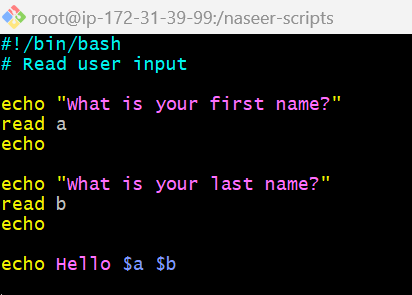 root@ip-172-31-39-99:/naseer-scripts
#!/bin/bash
# Read user input
echo "What is your first name?"
read a
echo
echo "What is your last name?"
read b
echo
echo Hello $a $b